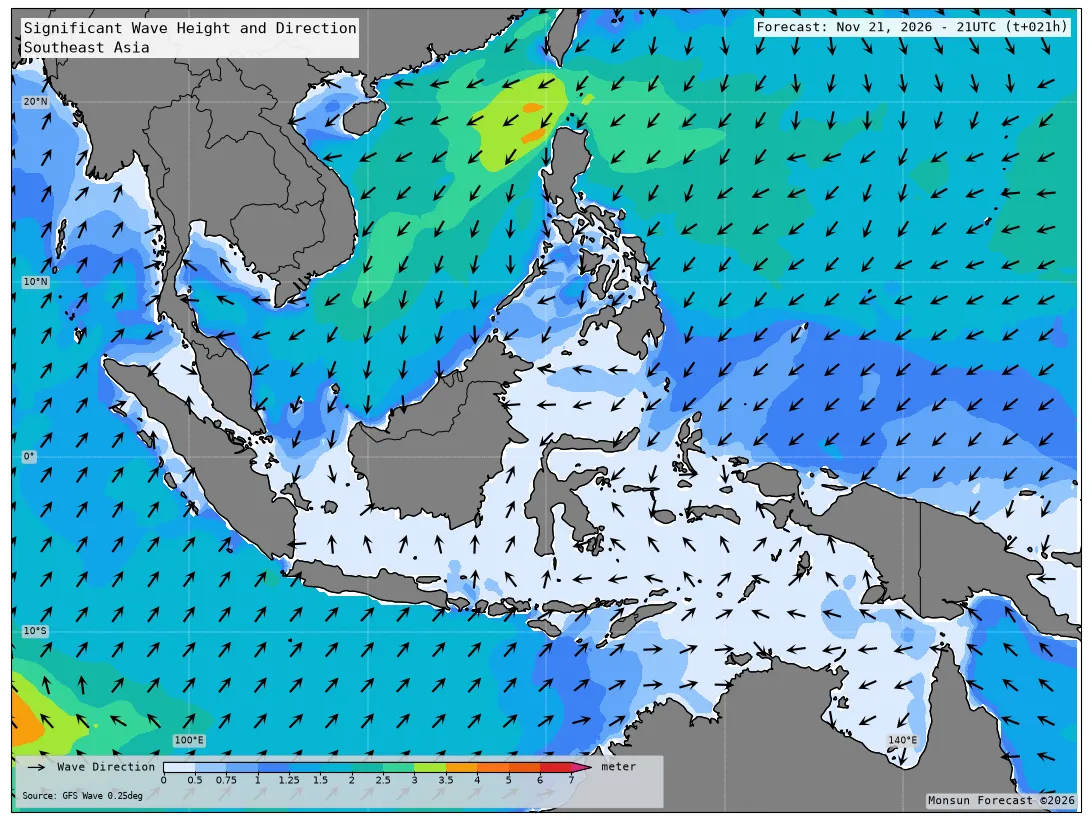 Significant Wave Height and Direction
Southeast Asia
Forecast: Nov 21, 2026 - 21UTC (t+021h)
20°N
10°N
0°
10°S
100°E
140°E
Wave Direction
0 0.5 0.75 1 1.25 1.5 2 2.5 3 3.5 4 5 6 7
meter
Source: GFS Wave 0.25deg
Monsun Forecast ©2026